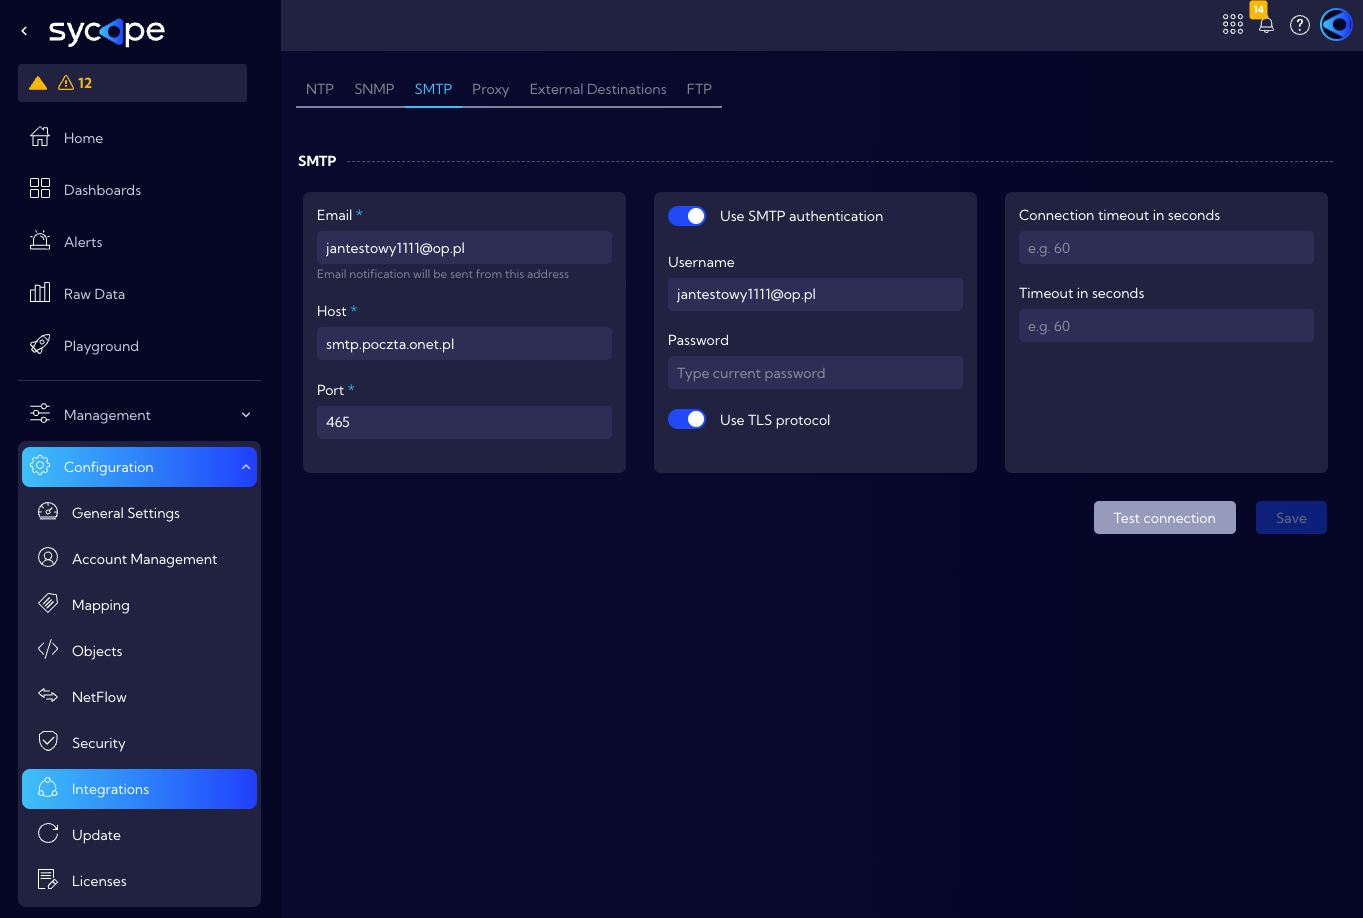 sycope
14
12
Home
Dashboards
Alerts
Raw Data
Playground
Management
Configuration
General Settings
Account Management
Mapping
Objects
NetFlow
Security
Integrations
Update
Licenses
NTP SNMP SMTP Proxy External Destinations FTP
SMTP
Email *
jantestowy1111@op.pl
Email notification will be sent from this address
Host *
smtp.poczta.onet.pl
Port *
465
Use SMTP authentication
Username
jantestowy1111@op.pl
Password
Type current password
Use TLS protocol
Connection timeout in seconds
e.g. 60
Timeout in seconds
e.g. 60
Test connection
Save